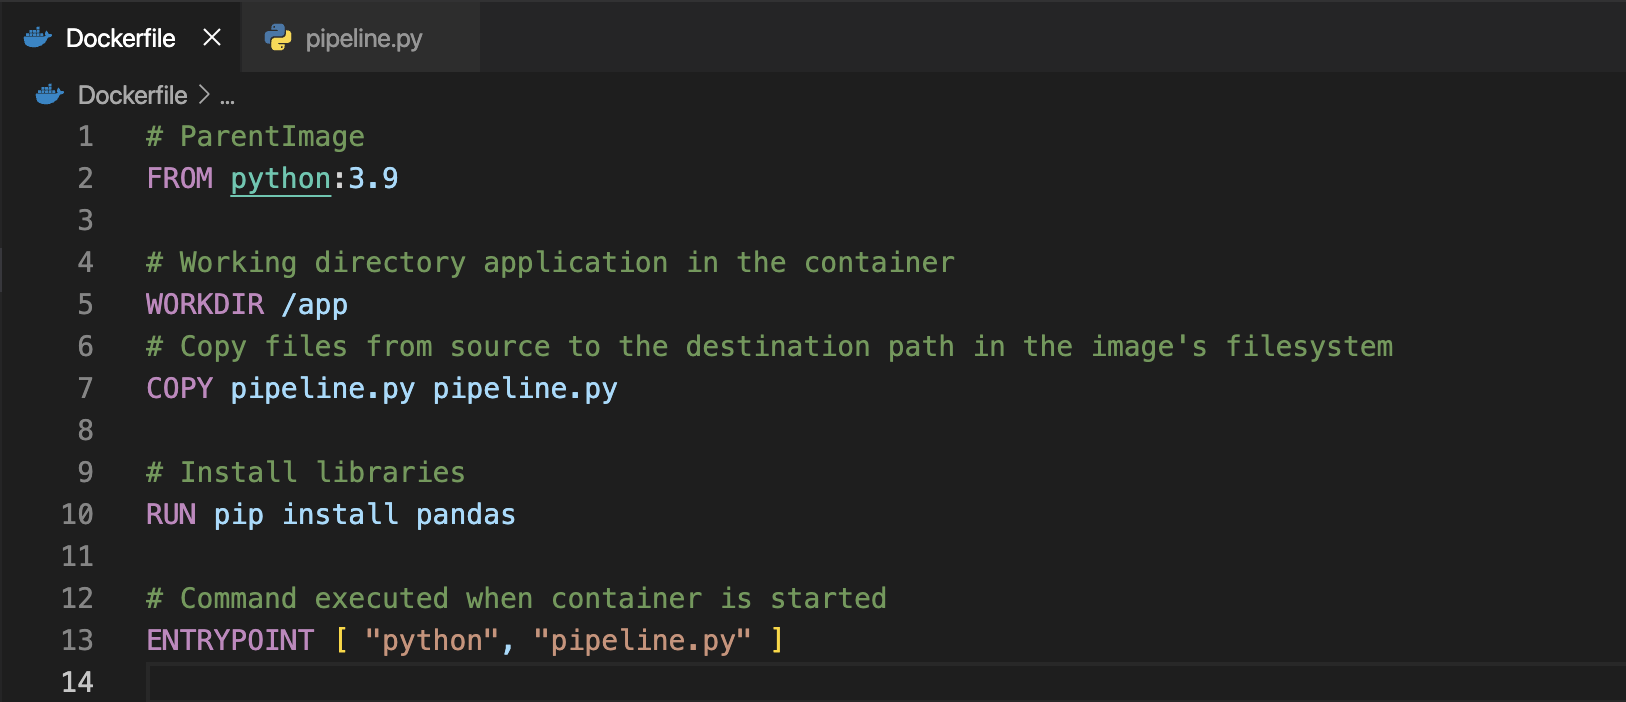 Dockerfile
pipeline.py
Dockerfile > ...
1 # ParentImage
2 FROM python:3.9
3
4 # Working directory application in the container
5 WORKDIR /app
6 # Copy files from source to the destination path in the image's filesystem
7 COPY pipeline.py pipeline.py
8
9 # Install libraries
10 RUN pip install pandas
11
12 # Command executed when container is started
13 ENTRYPOINT [ "python", "pipeline.py" ]
14